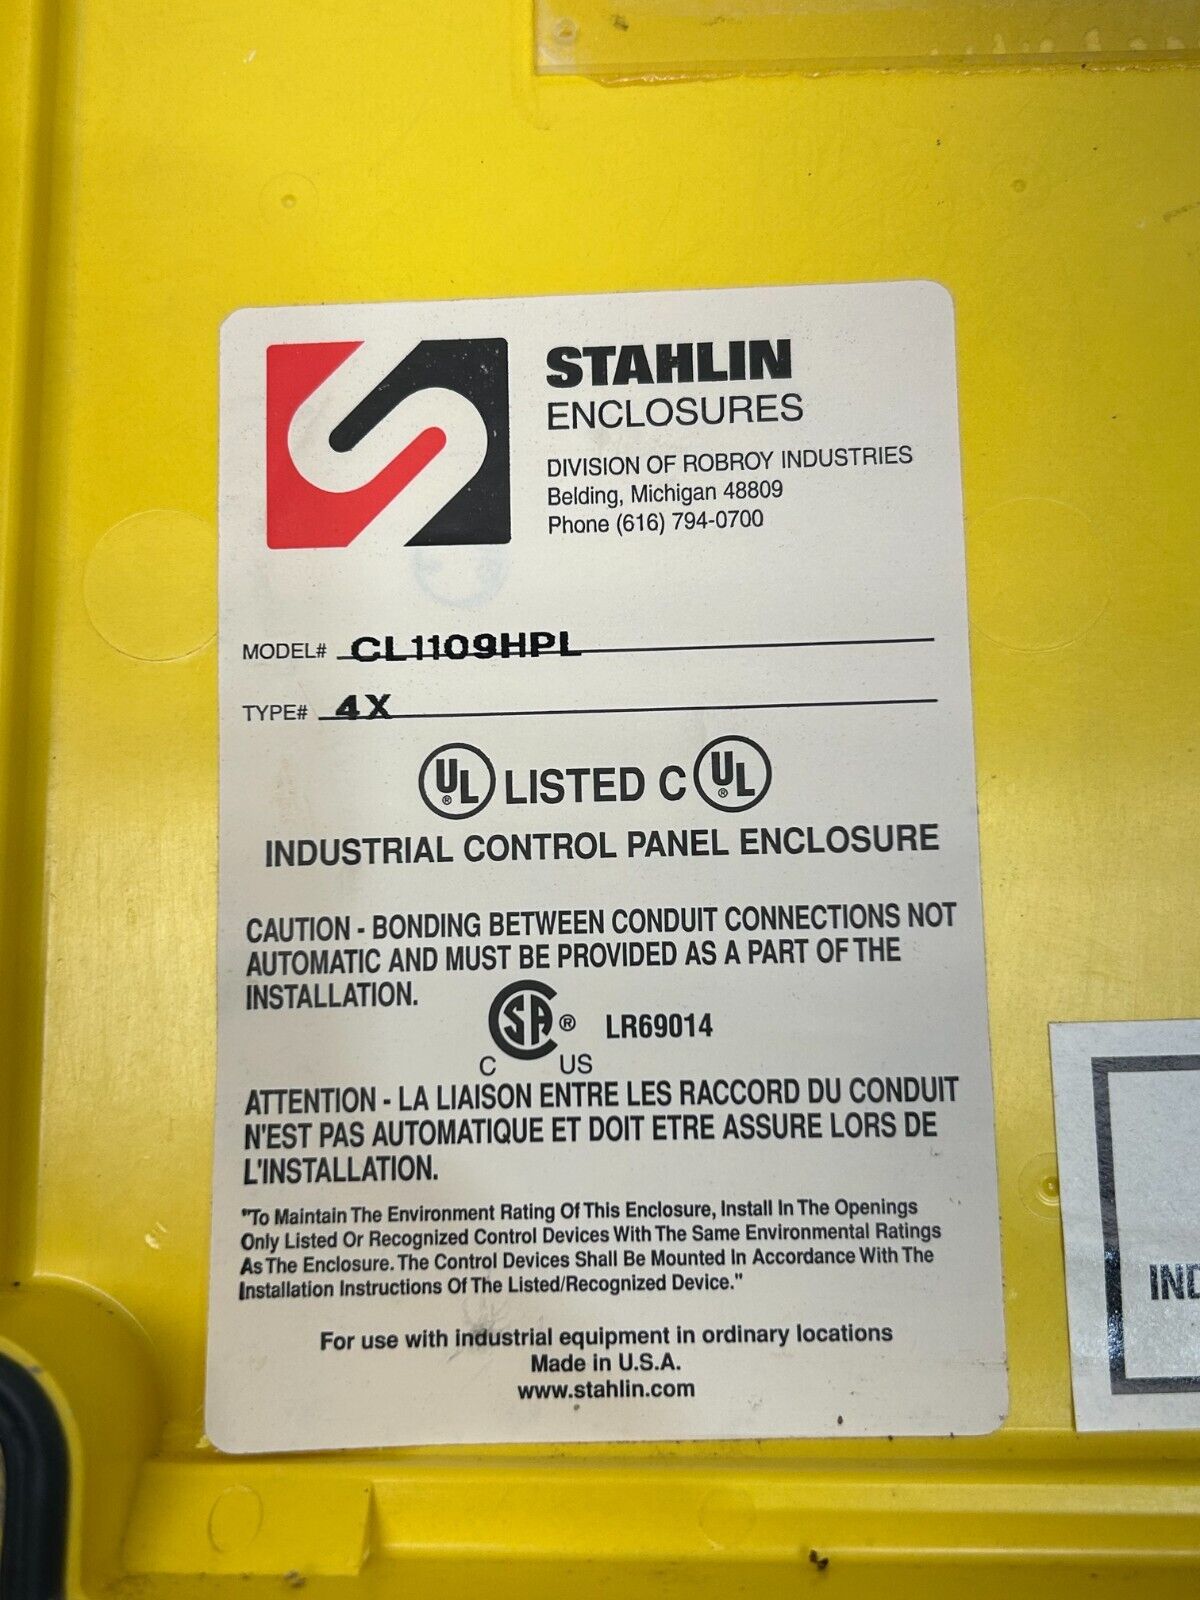 STAHLIN
ENCLOSURES
DIVISION OF ROBROY INDUSTRIES
Belding, Michigan 48809
Phone (616) 794-0700
MODEL# CL1109HPL
TYPE# 4X
UL® LISTED C UL®
INDUSTRIAL CONTROL PANEL ENCLOSURE
CAUTION - BONDING BETWEEN CONDUIT CONNECTIONS NOT
AUTOMATIC AND MUST BE PROVIDED AS A PART OF THE
INSTALLATION.
SA® LR69014
C US
ATTENTION - LA LIAISON ENTRE LES RACCORD DU CONDUIT
N'EST PAS AUTOMATIQUE ET DOIT ETRE ASSURE LORS DE
L'INSTALLATION.
"To Maintain The Environment Rating Of This Enclosure, Install In The Openings
Only Listed Or Recognized Control Devices With The Same Environmental Ratings
As The Enclosure. The Control Devices Shall Be Mounted In Accordance With The
Installation Instructions Of The Listed/Recognized Device."
For use with industrial equipment in ordinary locations
Made in U.S.A.
www.stahlin.com
IND